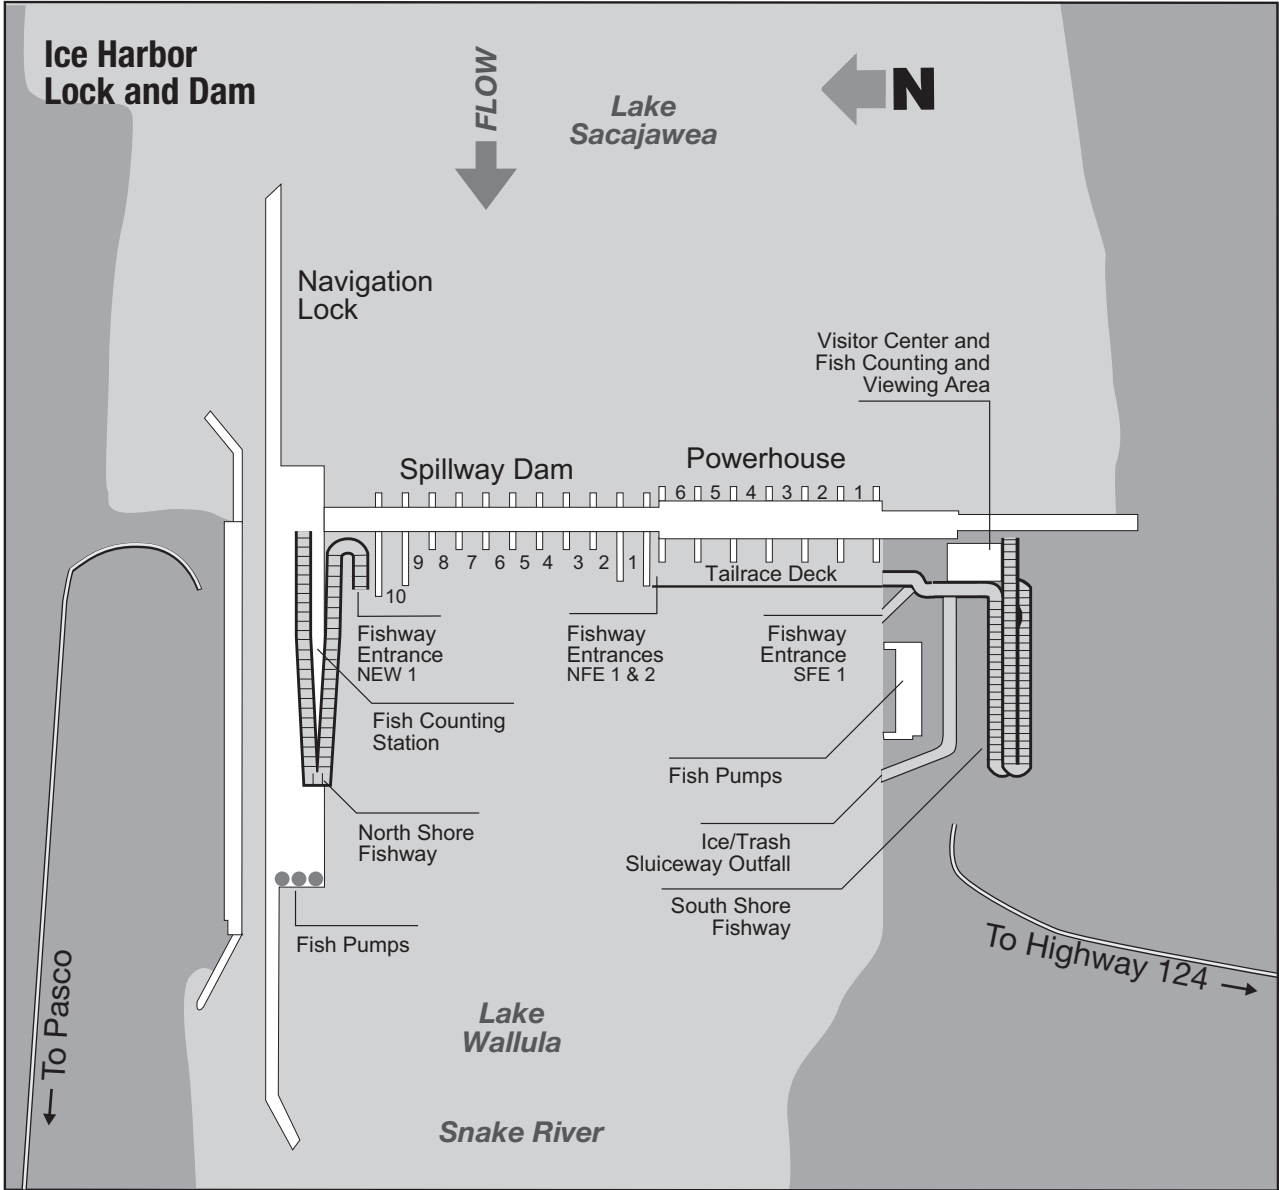 Ice Harbor
Lock and Dam
FLOW
Lake
Sacajawea
N
Navigation
Lock
Visitor Center and
Fish Counting and
Viewing Area
Spillway Dam
Powerhouse
6 5 4 3 2 1
10 9 8 7 6 5 4 3 2 1
Tailrace Deck
Fishway
Entrance
NEW 1
Fishway
Entrances
NFE 1 & 2
Fishway
Entrance
SFE 1
Fish Counting
Station
Fish Pumps
North Shore
Fishway
Ice/Trash
Sluiceway Outfall
South Shore
Fishway
Fish Pumps
To Highway 124
To Pasco
Lake
Wallula
Snake River